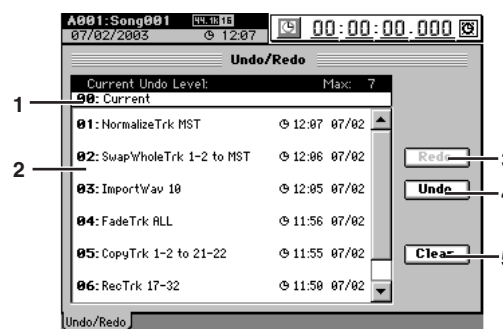 A001:Song001 44.1K 16 00:00:00.000
07/02/2003 12:07
Undo/Redo
Current Undo Level: Max: 7
1 00: Current
01: NormalizeTrk MST 12:07 07/02
2 02: SwapWholeTrk 1-2 to MST 12:06 07/02 Redo 3
03: ImportWav 10 12:05 07/02 Undo 4
04: FadeTrk ALL 11:56 07/02
05: CopyTrk 1-2 to 21-22 11:55 07/02 Clear 5
06: RecTrk 17-32 11:50 07/02
Undo/Redo